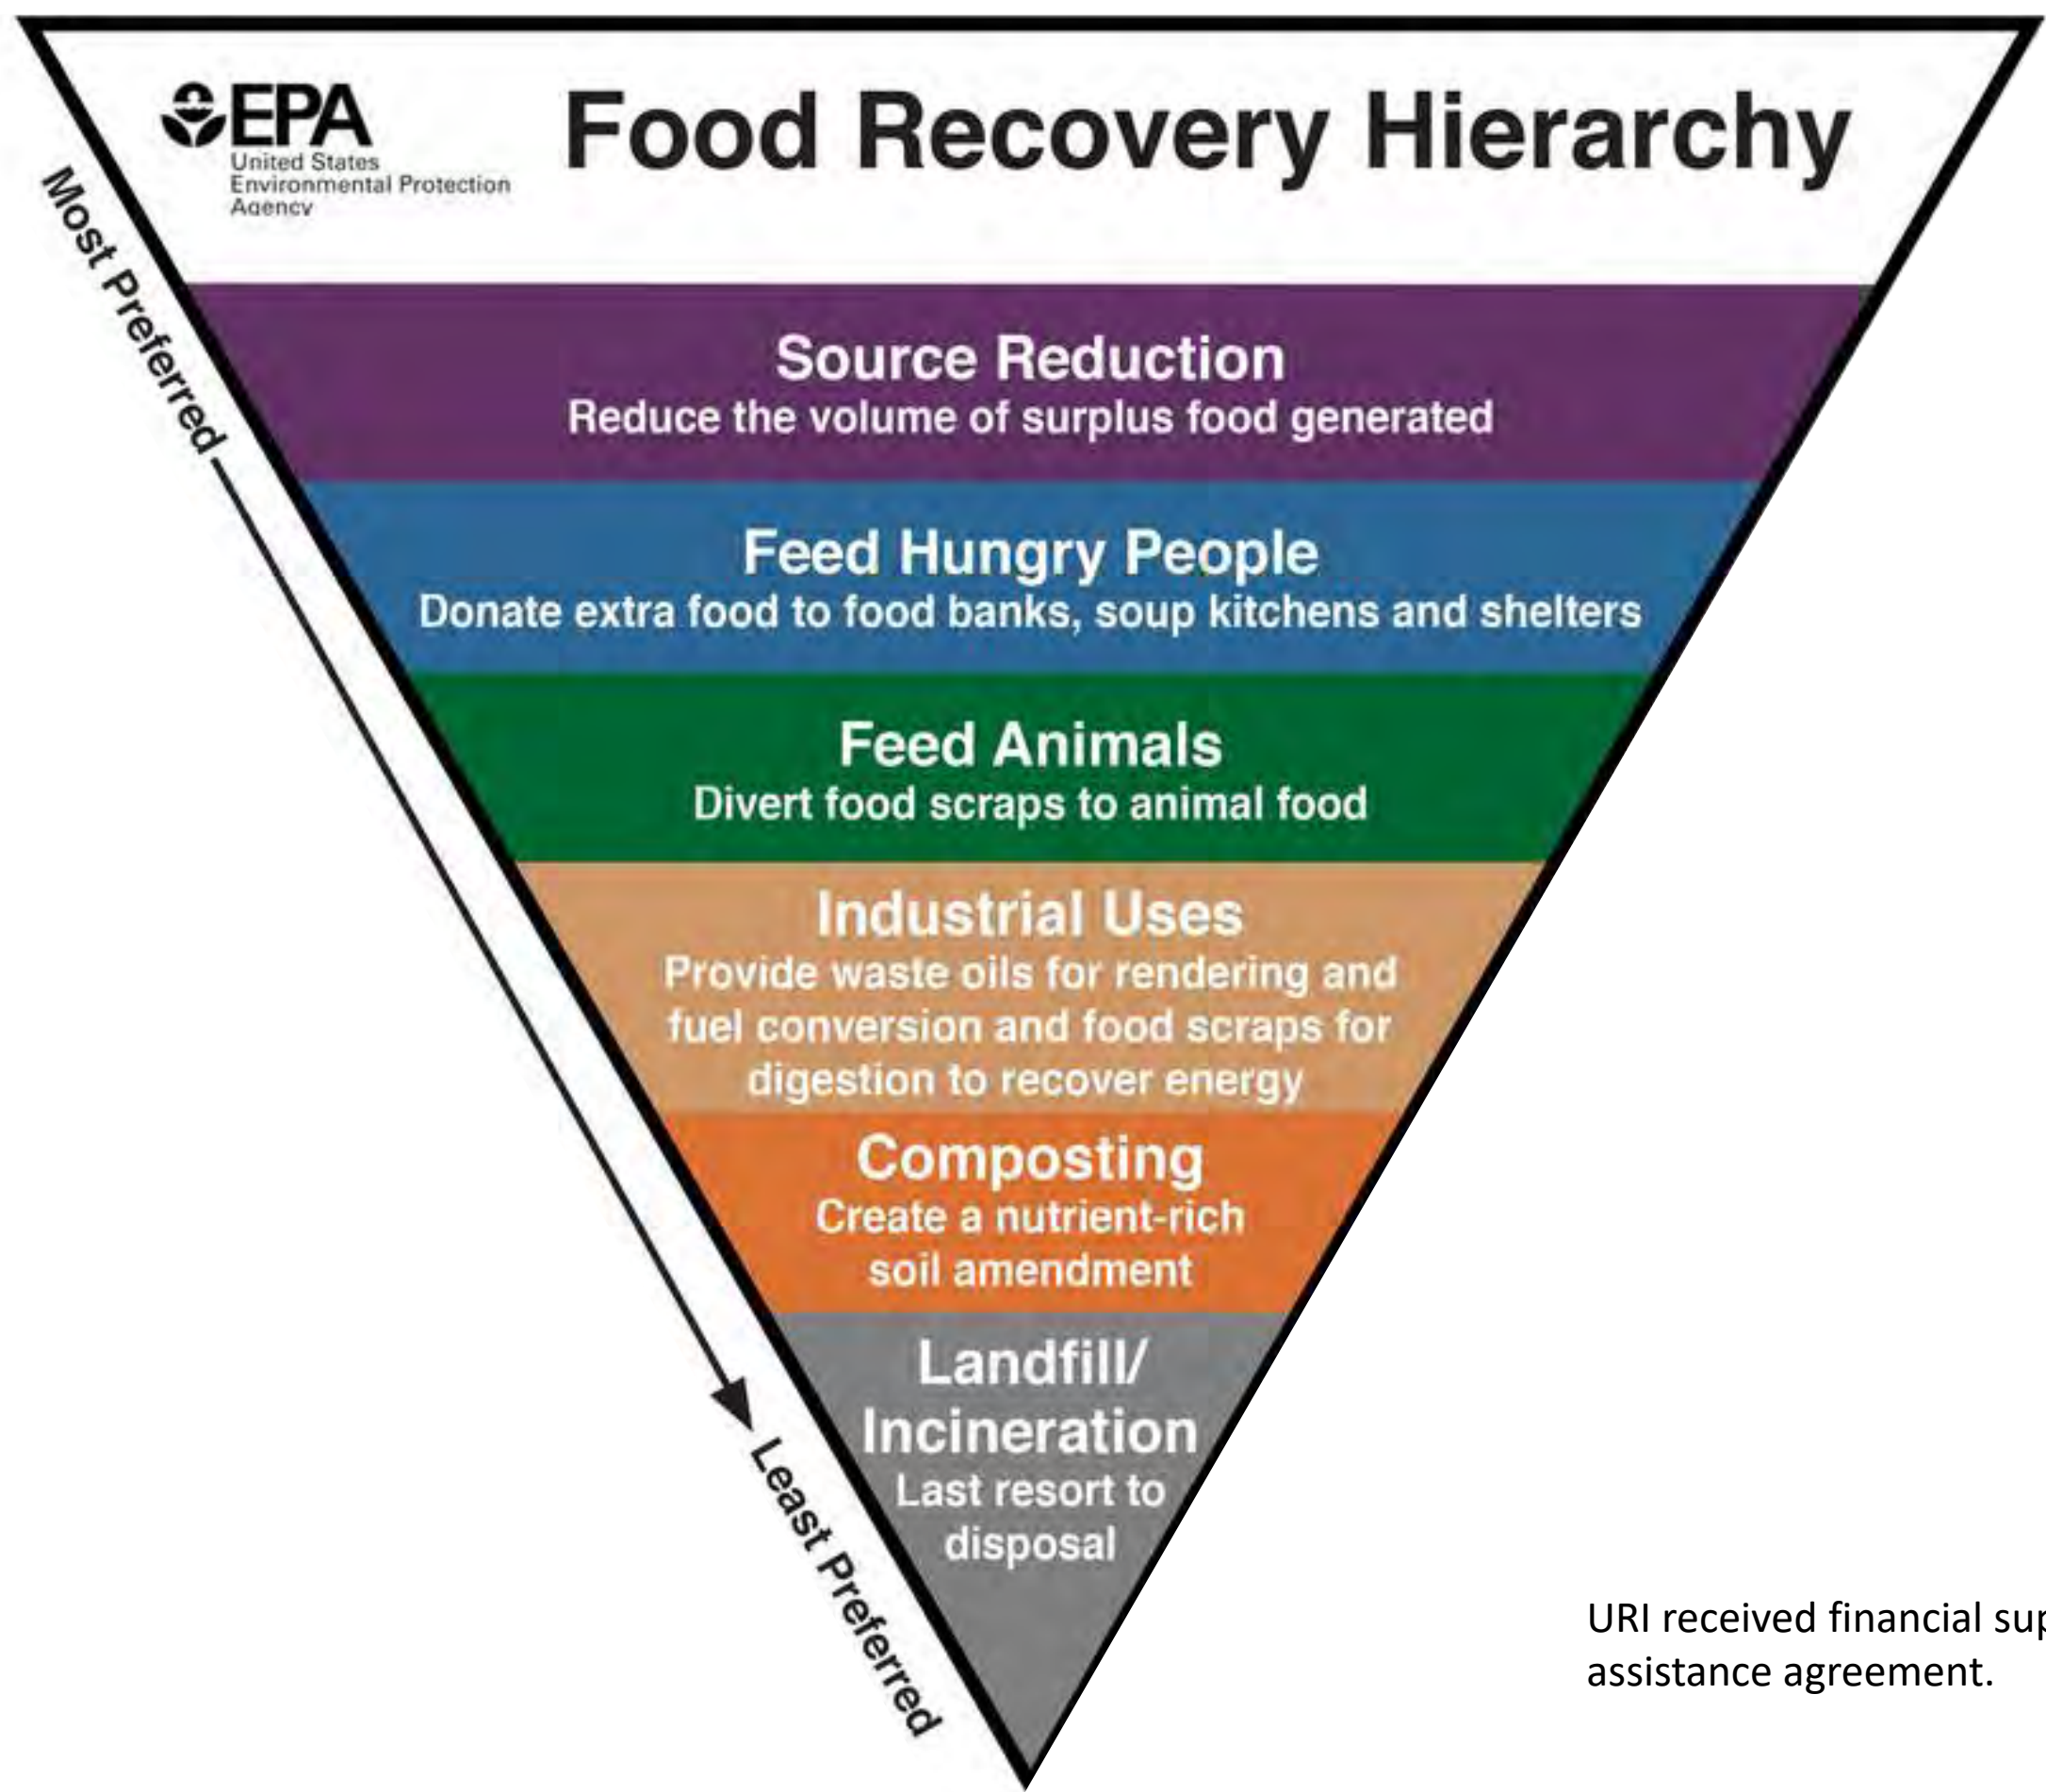 EPA
United States
Environmental Protection
Agency
Food Recovery Hierarchy
Most Preferred
Source Reduction
Reduce the volume of surplus food generated
Feed Hungry People
Donate extra food to food banks, soup kitchens and shelters
Feed Animals
Divert food scraps to animal food
Industrial Uses
Provide waste oils for rendering and
fuel conversion and food scraps for
digestion to recover energy
Composting
Create a nutrient-rich
soil amendment
Landfill/
Incineration
Last resort to
disposal
Least Preferred
URI received financial
assistance agreement.